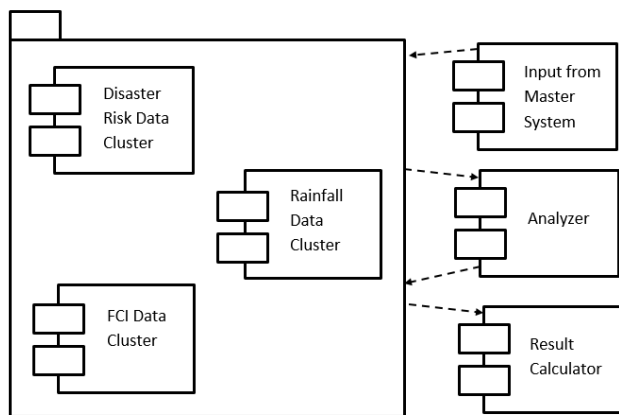 Disaster
Risk Data
Cluster
Input from
Master
System
Rainfall
Data
Cluster
Analyzer
FCI Data
Cluster
Result
Calculator